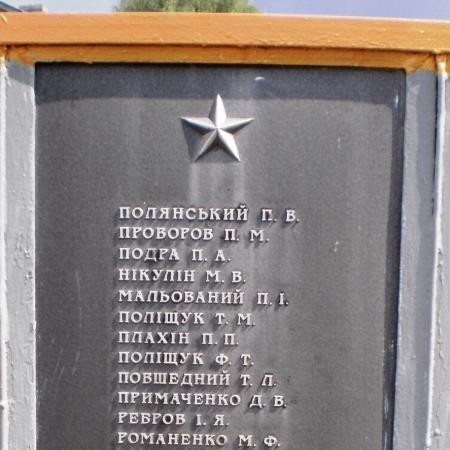 ПОЛЯНСЬКИЙ П. В.
ПРОВОРОВ П. М.
ПОДРА П. А.
НІКУЛІН М. В.
МАЛЬОВАНИЙ П. І.
ПОЛІЩУК Т. М.
ПЛАХІН П. П.
ПОЛІЩУК Ф. Т.
ПОВШЕДНИЙ Т. Л.
ПРИМАЧЕНКО Д. В.
РЕБРОВ І. Я.
РОМАНЕНКО М. Ф.